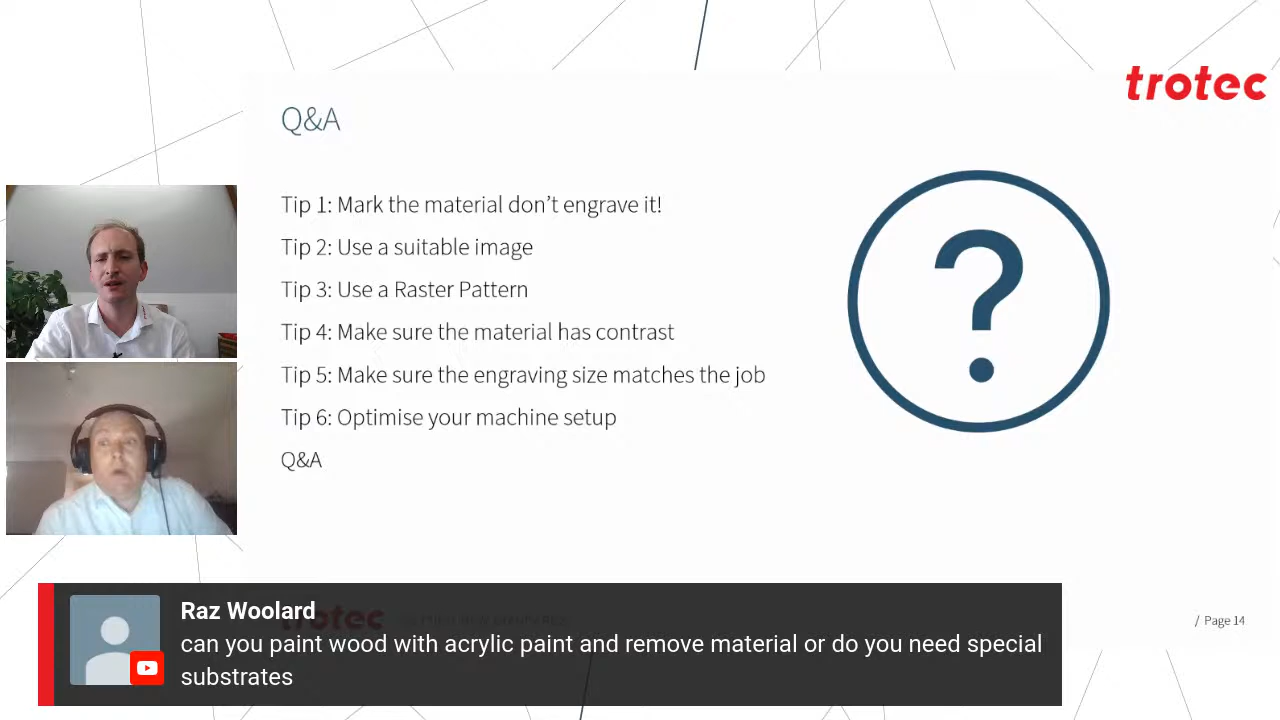 trotec
Q&A
Tip 1: Mark the material don't engrave it!
Tip 2: Use a suitable image
Tip 3: Use a Raster Pattern
Tip 4: Make sure the material has contrast
Tip 5: Make sure the engraving size matches the job
Tip 6: Optimise your machine setup
Q&A
Raz Woolard
can you paint wood with acrylic paint and remove material or do you need special
substrates
trotec
/ Page 14